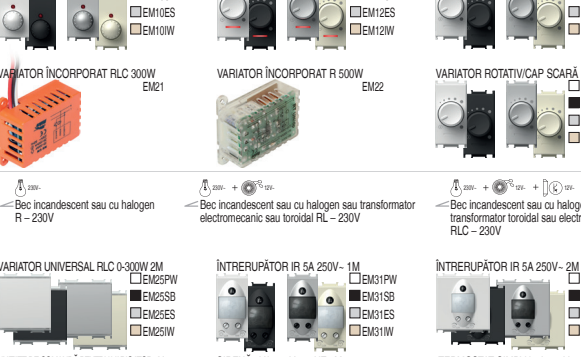 EM10ES
EM10IW
EM12ES
EM12IW
VARIATOR ÎNCORPORAT RLC 300W
EM21
VARIATOR ÎNCORPORAT R 500W
EM22
VARIATOR ROTATIV/CAP SCARĂ
230V~
Bec incandescent sau cu halogen
R – 230V
230V~ + 12V~
Bec incandescent sau cu halogen sau transformator
electromecanic sau toroidal RL – 230V
230V~ + 12V~ + 12V~
Bec incandescent sau cu haloge
transformator toroidal sau electr
RLC – 230V
VARIATOR UNIVERSAL RLC 0-300W 2M
EM25PW
EM25SB
EM25ES
EM25IW
ÎNTRERUPĂTOR IR 5A 250V~ 1M
EM31PW
EM31SB
EM31ES
EM31IW
ÎNTRERUPĂTOR IR 5A 250V~ 2M